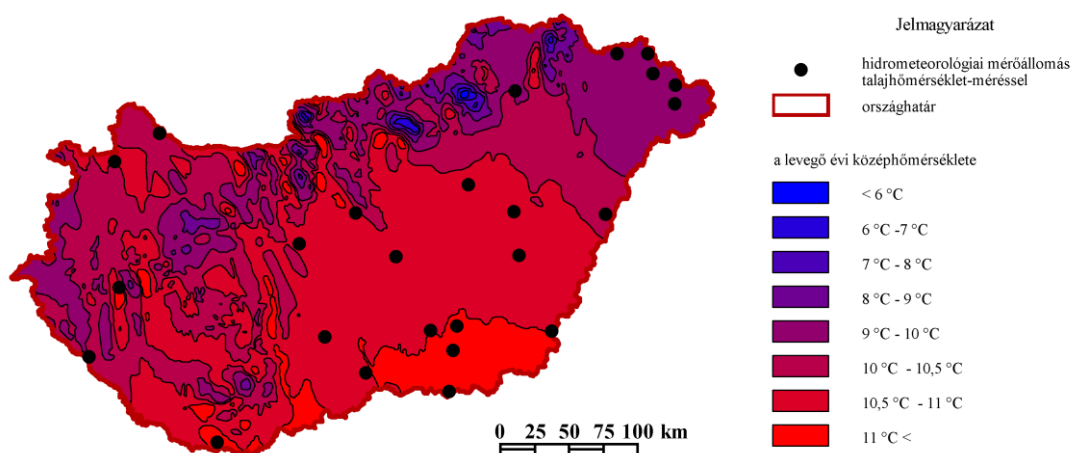 Jelmagyarázat
hidrometeorológiai mérőállomás
talajhőmérséklet-méréssel
országhatár
a levegő évi középhőmérséklete
< 6 °C
6 °C -7 °C
7 °C - 8 °C
8 °C - 9 °C
9 °C - 10 °C
10 °C - 10,5 °C
10,5 °C - 11 °C
11 °C <
0 25 50 75 100 km